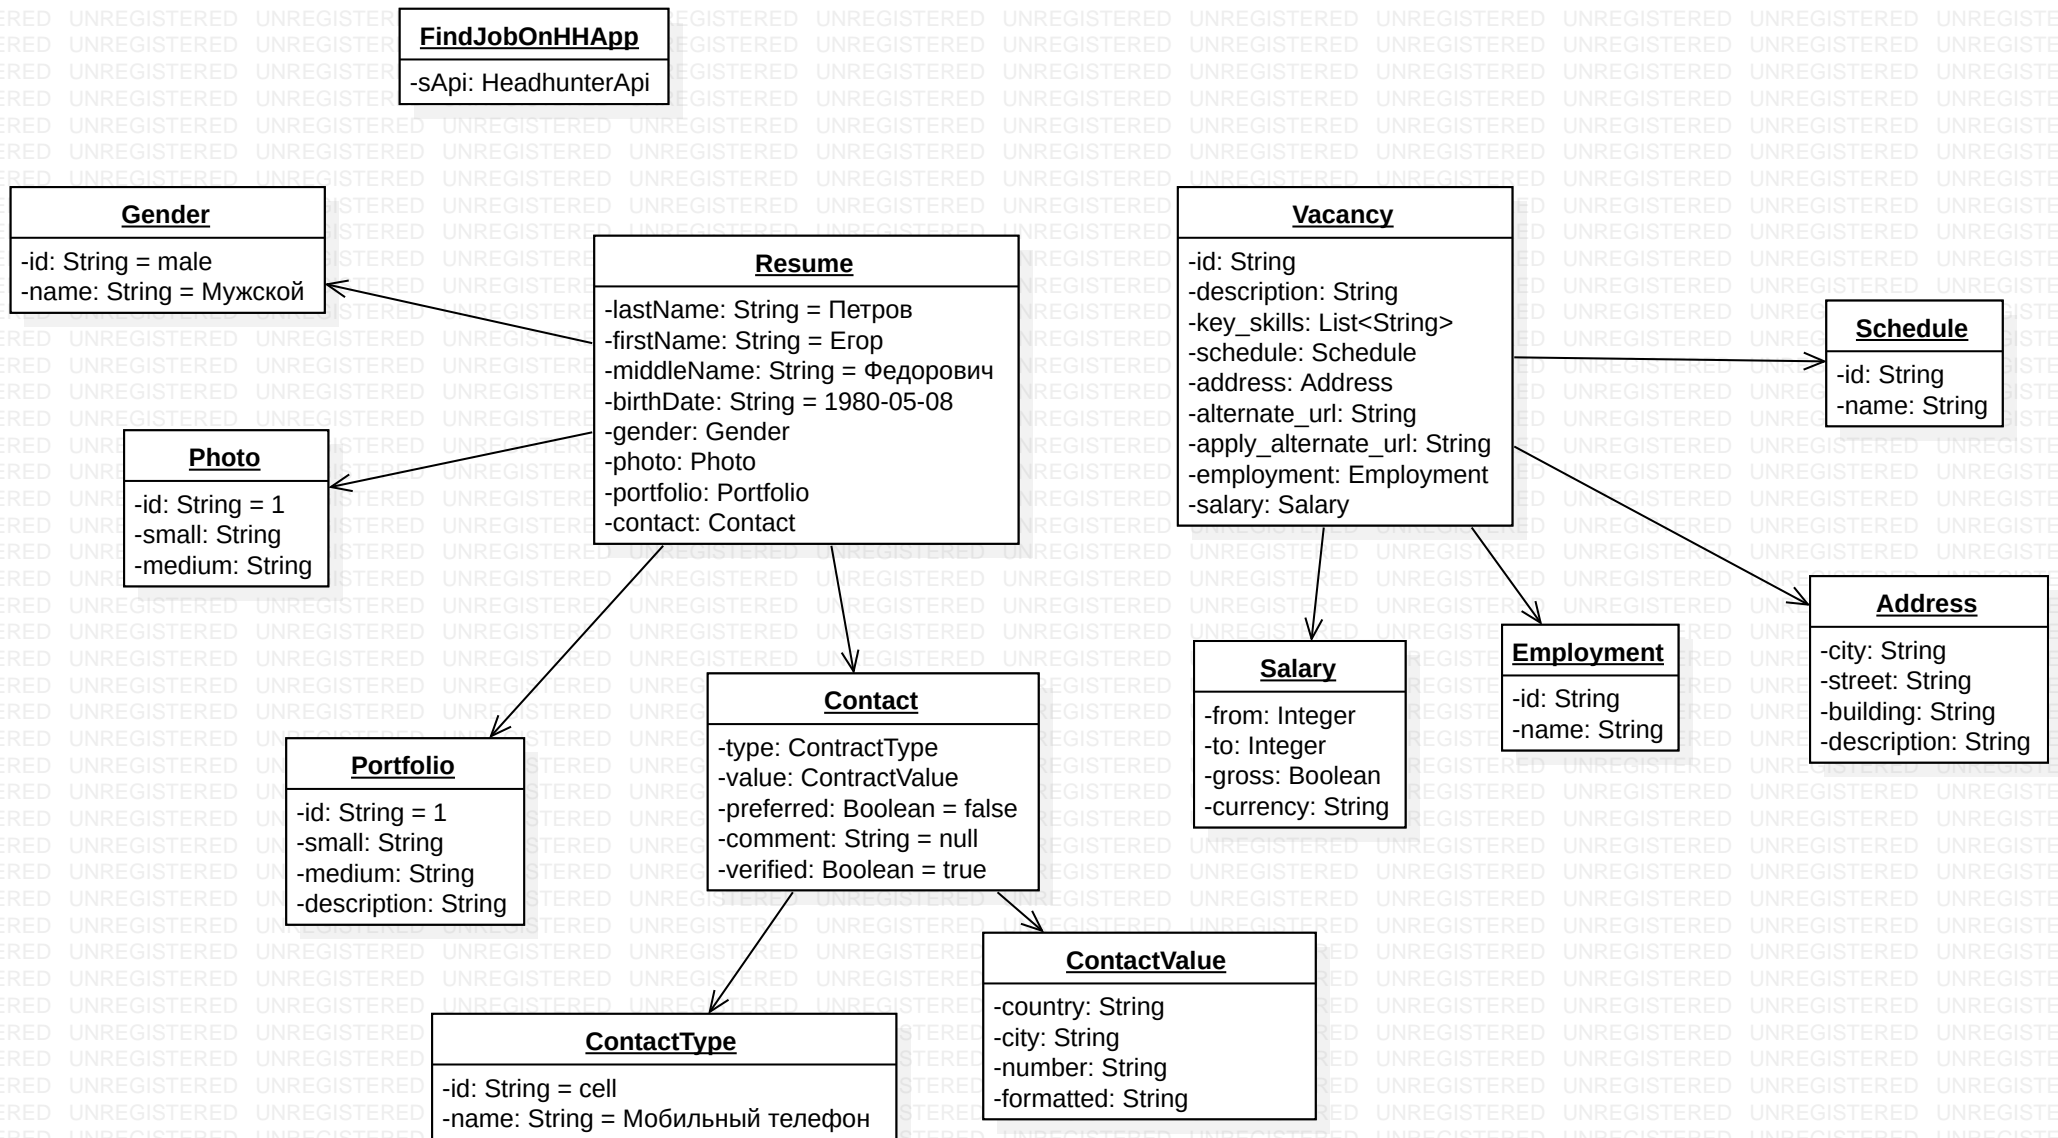 FindJobOnHHApp
-sApi: HeadhunterApi
Gender
-id: String = male
-name: String = Мужской
Resume
-lastName: String = Петров
-firstName: String = Егор
-middleName: String = Федорович
-birthDate: String = 1980-05-08
-gender: Gender
-photo: Photo
-portfolio: Portfolio
-contact: Contact
Vacancy
-id: String
-description: String
-key_skills: List<String>
-schedule: Schedule
-address: Address
-alternate_url: String
-apply_alternate_url: String
-employment: Employment
-salary: Salary
Schedule
-id: String
-name: String
Photo
-id: String = 1
-small: String
-medium: String
Portfolio
-id: String = 1
-small: String
-medium: String
-description: String
Contact
-type: ContractType
-value: ContractValue
-preferred: Boolean = false
-comment: String = null
-verified: Boolean = true
Salary
-from: Integer
-to: Integer
-gross: Boolean
-currency: String
Employment
-id: String
-name: String
Address
-city: String
-street: String
-building: String
-description: String
ContactType
-id: String = cell
-name: String = Мобильный телефон
ContactValue
-country: String
-city: String
-number: String
-formatted: String
UNREGISTERED